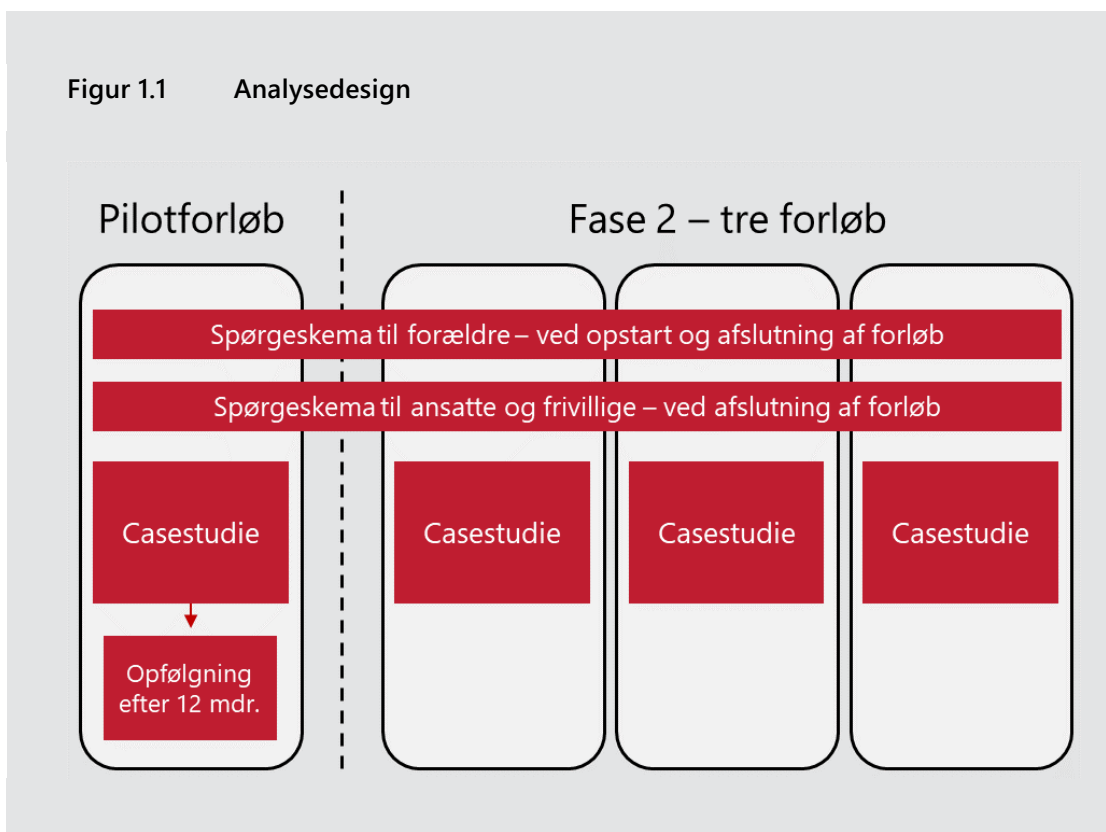 Figur 1.1 Analysedesign
Pilotforløb
Fase 2 – tre forløb
Spørgeskema til forældre – ved opstart og afslutning af forløb
Spørgeskema til ansatte og frivillige – ved afslutning af forløb
Casestudie
Casestudie
Casestudie
Casestudie
Opfølgning
efter 12 mdr.